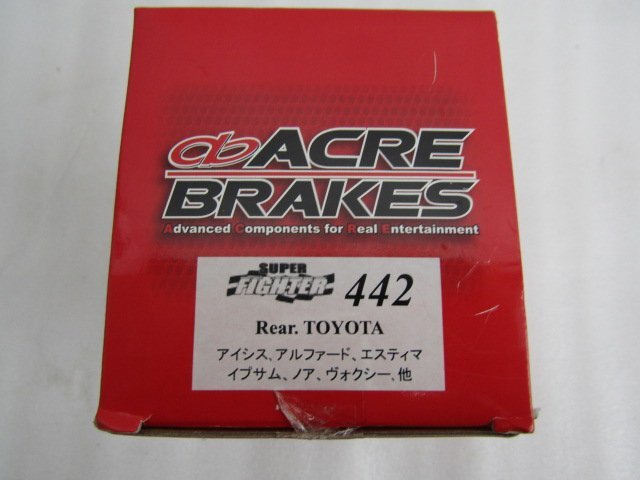 ab ACRE
BRAKES
Advanced Components for Real Entertainment
SUPER
FIGHTER 442
Rear. TOYOTA
アイシス、アルファード、エスティマ
イプサム、ノア、ヴォクシー、他